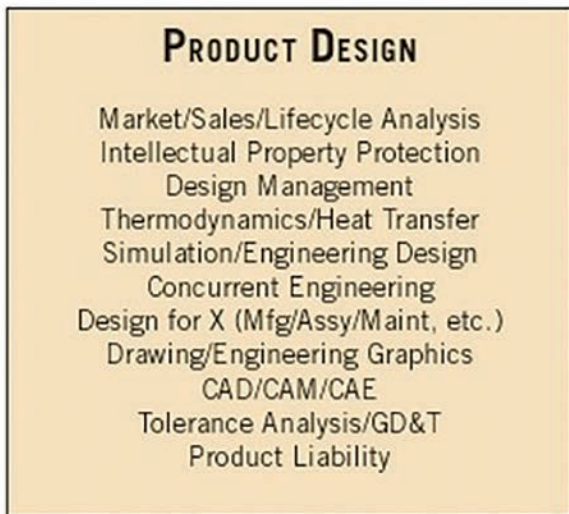 PRODUCT DESIGN
Market/Sales/Lifecycle Analysis
Intellectual Property Protection
Design Management
Thermodynamics/Heat Transfer
Simulation/Engineering Design
Concurrent Engineering
Design for X (Mfg/Assy/Maint, etc.)
Drawing/Engineering Graphics
CAD/CAM/CAE
Tolerance Analysis/GD&T
Product Liability